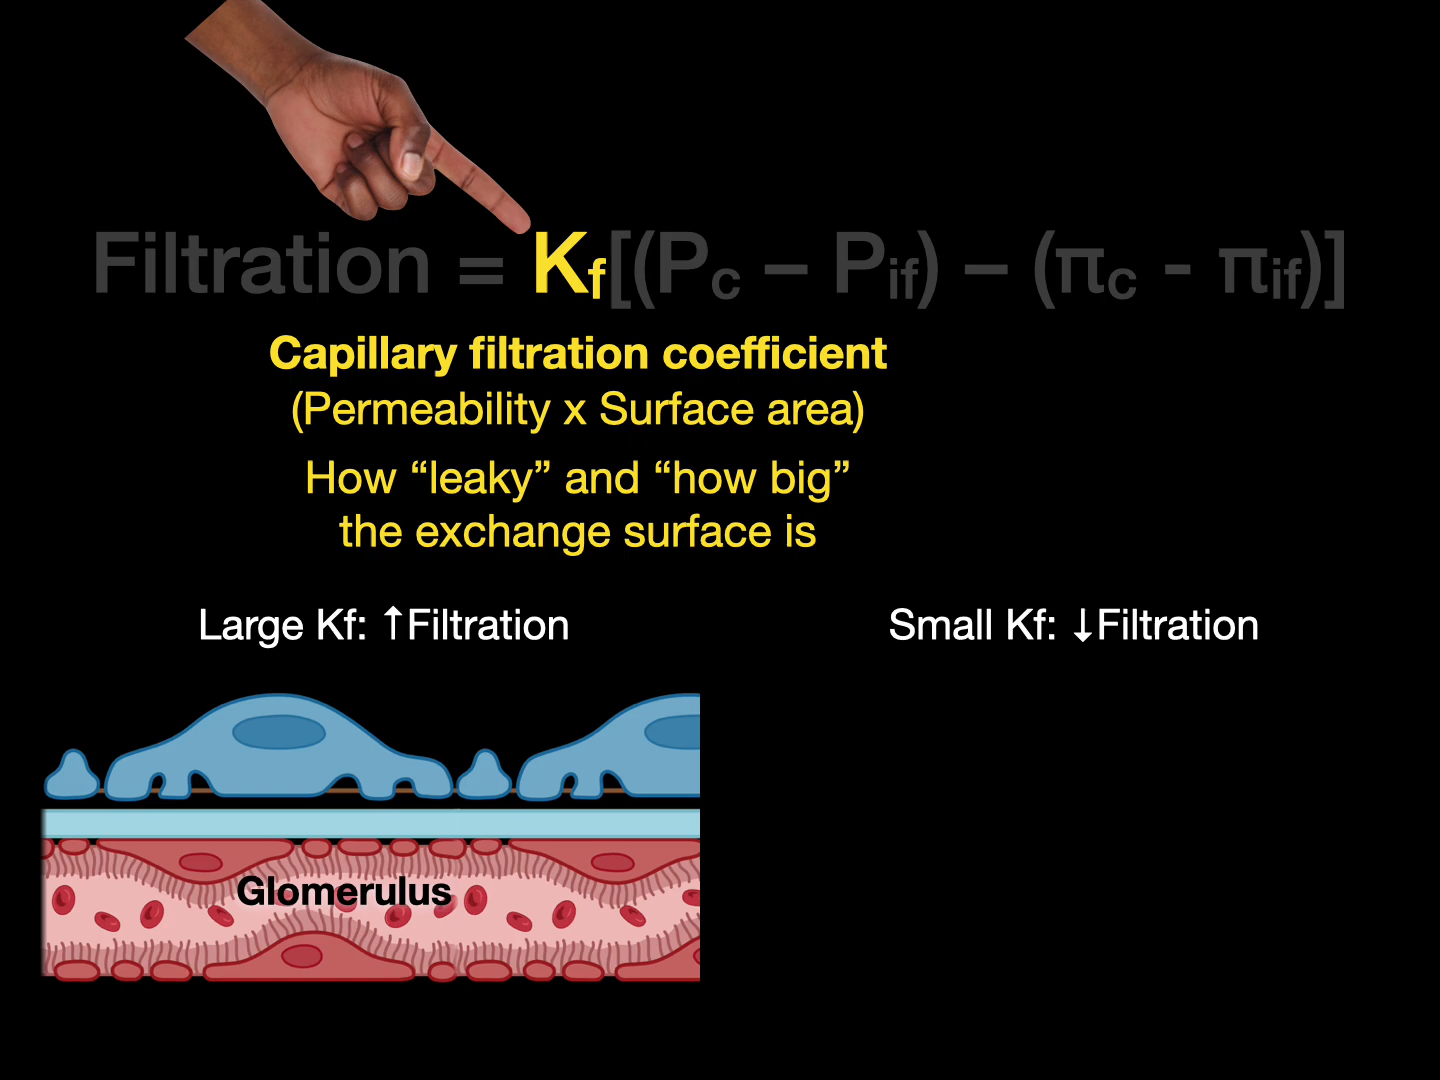 Filtration = Kf[(Pc – Pif) – (πc - πif)]
Capillary filtration coefficient
(Permeability x Surface area)
How “leaky” and “how big”
the exchange surface is
Large Kf: ↑Filtration
Small Kf: ↓Filtration
Glomerulus